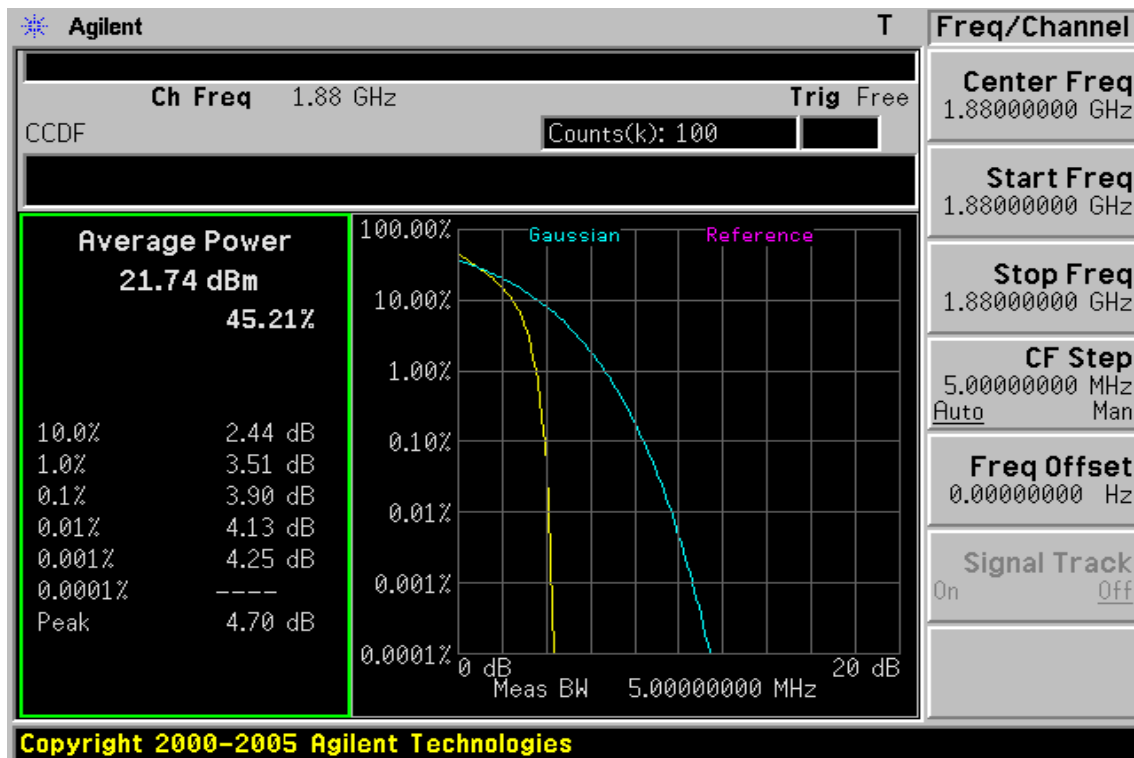 Agilent T Freq/Channel
Ch Freq 1.88 GHz Trig Free
CCDF Counts(k): 100
Average Power
21.74 dBm
45.21%
10.0% 2.44 dB
1.0% 3.51 dB
0.1% 3.90 dB
0.01% 4.13 dB
0.001% 4.25 dB
0.0001% ----
Peak 4.70 dB
Gaussian Reference
100.00%
10.00%
1.00%
0.10%
0.01%
0.001%
0.0001%
0 dB 20 dB
Meas BW 5.00000000 MHz
Center Freq
1.88000000 GHz
Start Freq
1.88000000 GHz
Stop Freq
1.88000000 GHz
CF Step
5.00000000 MHz
Auto Man
Freq Offset
0.00000000 Hz
Signal Track
On Off
Copyright 2000-2005 Agilent Technologies